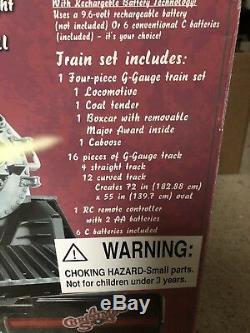 With Rechargable Battery Technology!
Uses a 9.6-volt rechargable battery
(not included) Or 6 conventional C batteries
(included) - it's your choice!
Train set includes:
1 Four-piece G-Gauge train set
1 Locomotive
1 Coal tender
1 Boxcar with removable
Major Award inside
1 Caboose
16 pieces of G-Gauge track
4 straight track
12 curved track
Creates 72 in (182.88 cm)
x 55 in (139.7 cm) oval
1 RC remote controller
with 2 AA batteries
6 C batteries included
WARNING:
CHOKING HAZARD-Small parts.
Not for children under 3 years.